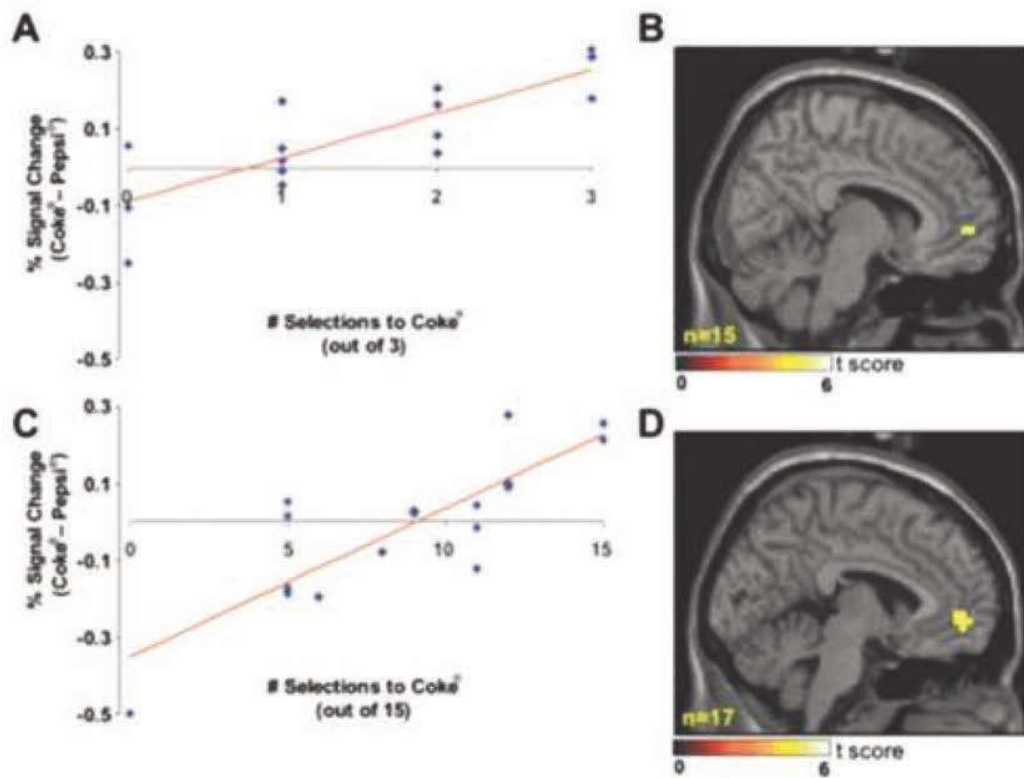 A
0.3
0.1
-0.1
-0.3
-0.5
0
1
2
3
% Signal Change
(Coke – Pepsi)
# Selections to Coke
(out of 3)
B
n=15
0
6
t score
C
0.3
0.1
-0.1
-0.3
-0.5
0
5
10
15
% Signal Change
(Coke – Pepsi)
# Selections to Coke
(out of 15)
D
n=17
0
6
t score